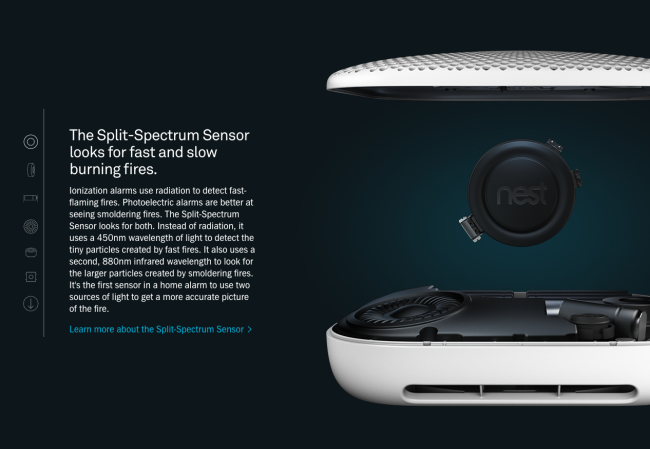 The Split-Spectrum Sensor
looks for fast and slow
burning fires.
Ionization alarms use radiation to detect fast-
flaming fires. Photoelectric alarms are better at
seeing smoldering fires. The Split-Spectrum
Sensor looks for both. Instead of radiation, it
uses a 450nm wavelength of light to detect the
tiny particles created by fast fires. It also uses a
second, 880nm infrared wavelength to look for
the larger particles created by smoldering fires.
It's the first sensor in a home alarm to use two
sources of light to get a more accurate picture
of the fire.
Learn more about the Split-Spectrum Sensor >
nest